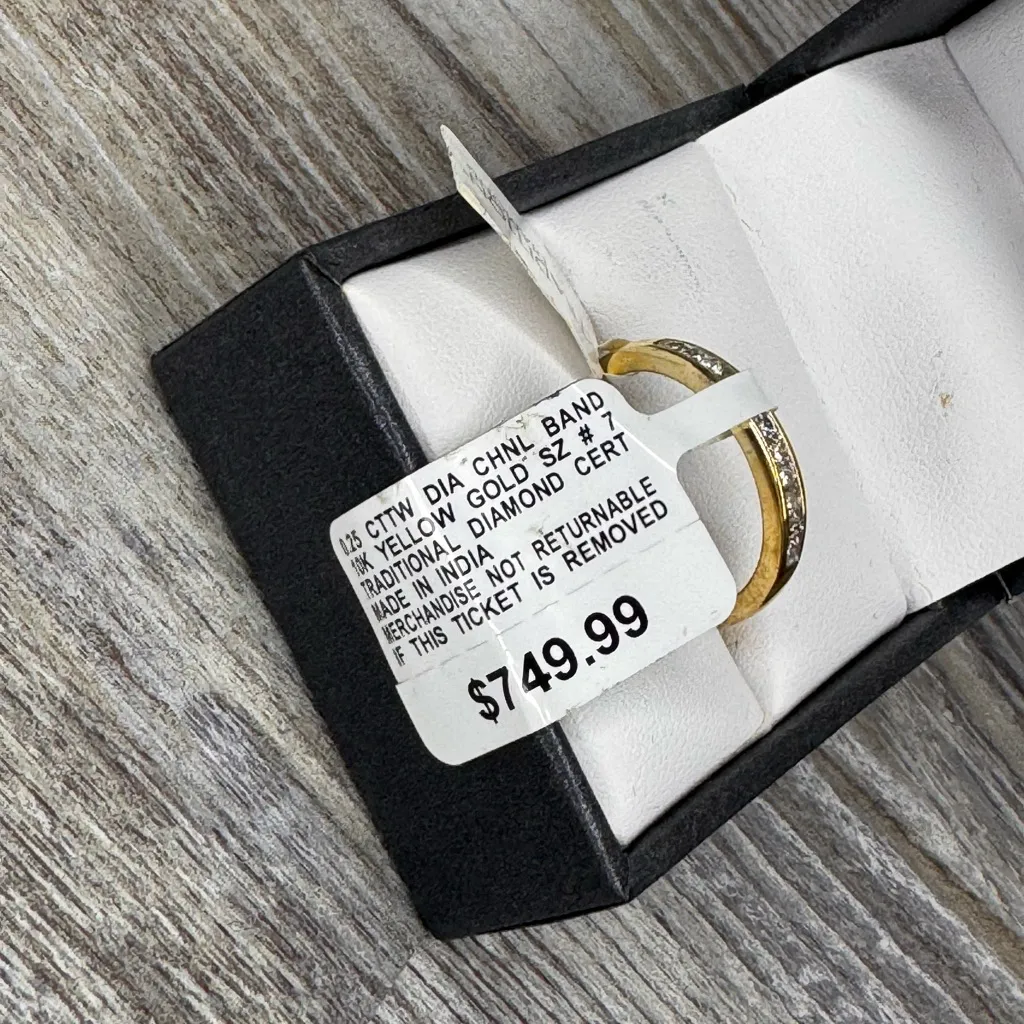 0.25 CTTW DIA CHNL BAND
10K YELLOW GOLD SZ # 7
TRADITIONAL DIAMOND CERT
MADE IN INDIA
MERCHANDISE NOT RETURNABLE
IF THIS TICKET IS REMOVED
$749.99